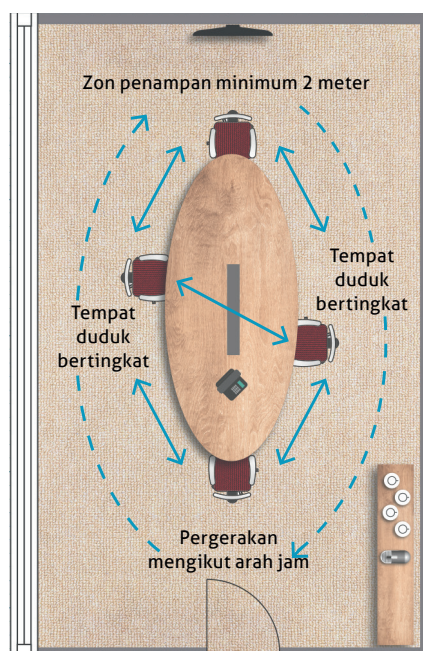 Zon penampan minimum 2 meter
Tempat
duduk
bertingkat
Tempat
duduk
bertingkat
Pergerakan
mengikut arah jam